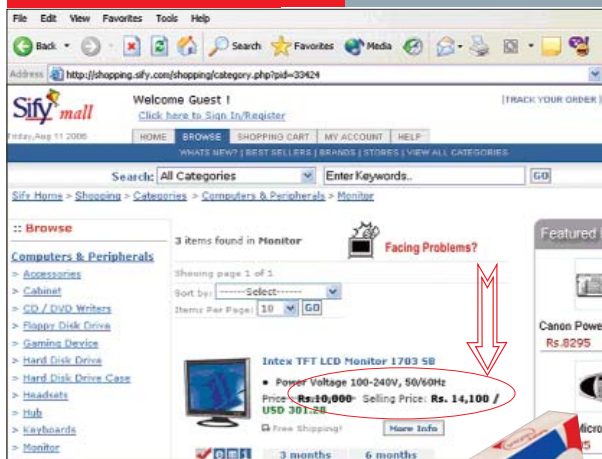 File Edit View Favorites Tools Help
Back Search Favorites Media
Address http://shopping.sify.com/shopping/category.php?pid=33424
Sify mall
Welcome Guest !
[TRACK YOUR ORDER]
Click here to Sign In/Register
Friday, Aug 11 2006
HOME BROWSE SHOPPING CART MY ACCOUNT HELP
WHATS NEW? | BEST SELLERS | BRANDS | STORES | VIEW ALL CATEGORIES
Search: All Categories Enter Keywords.. GO
Sify Home > Shopping > Categories > Computers & Peripherals > Monitor
:: Browse
3 items found in Monitor
Facing Problems?
Featured
Computers & Peripherals
> Accessories
> Cabinet
> CD / DVD Writers
> Floppy Disk Drive
> Gaming Device
> Hard Disk Drive
> Hard Disk Drive Case
> Headsets
> Hub
> Keyboards
> Monitor
Showing page 1 of 1
Sort by: ------Select------
Items Per Page: 10 GO
Intex TFT LCD Monitor 1703 SB
• Power Voltage 100-240V, 50/60Hz
Price Rs.10,000 Selling Price: Rs. 14,100 /
USD 301.28
Free Shipping! More Info
3 months 6 months
Canon Powe
Rs.8295